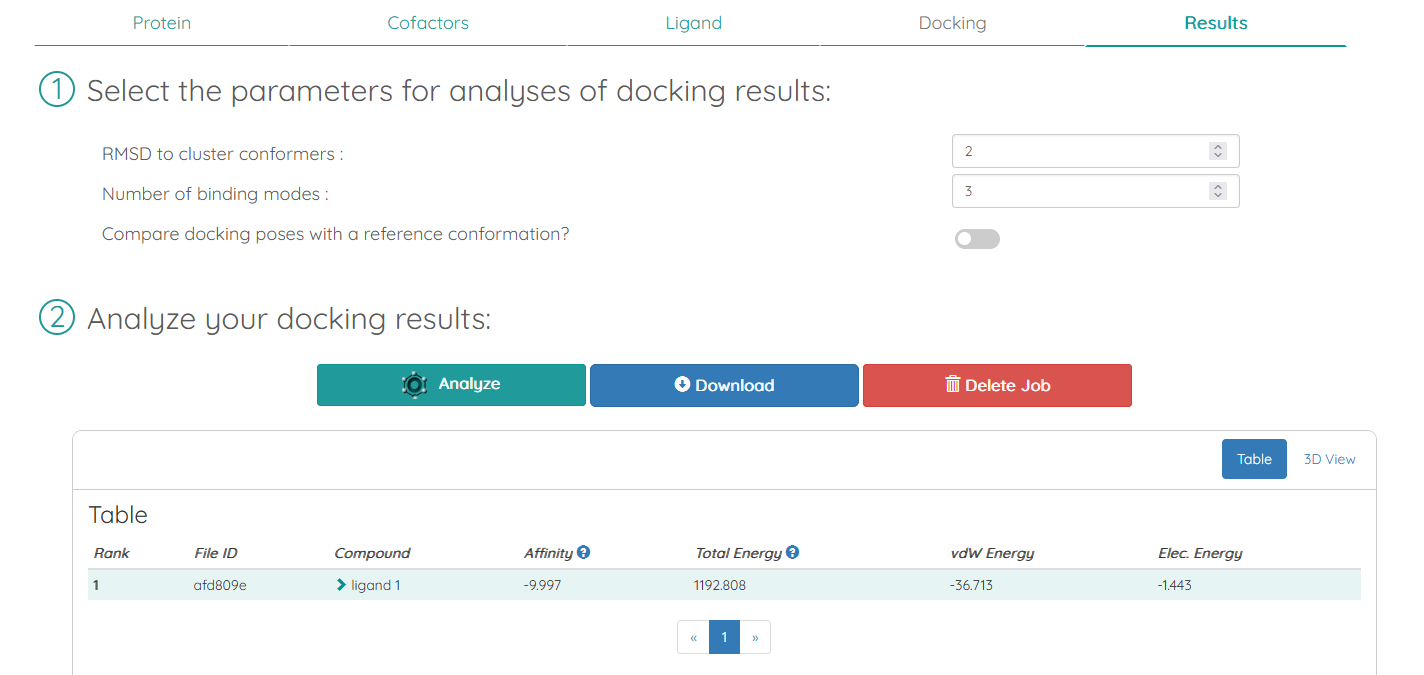 Protein Cofactors Ligand Docking Results
1 Select the parameters for analyses of docking results:
RMSD to cluster conformers : 2
Number of binding modes : 3
Compare docking poses with a reference conformation?
2 Analyze your docking results:
Analyze Download Delete Job
Table 3D View
Table
Rank File ID Compound Affinity ? Total Energy ? vdW Energy Elec. Energy
1 afd809e ligand 1 -9.997 1192.808 -36.713 -1.443
« 1 »